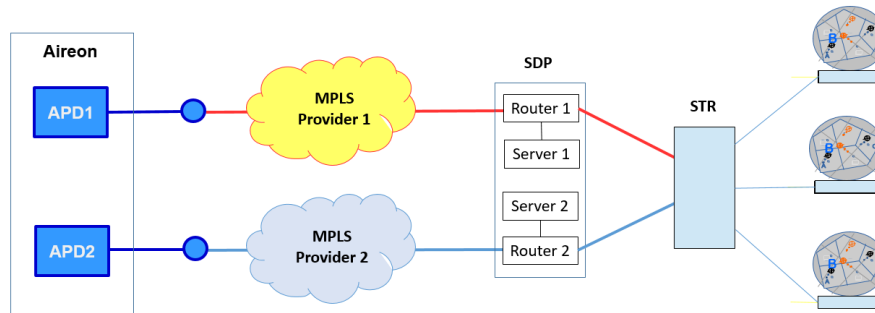 Aireon
APD1
APD2
MPLS
Provider 1
MPLS
Provider 2
SDP
Router 1
Server 1
Server 2
Router 2
STR
B
B
B